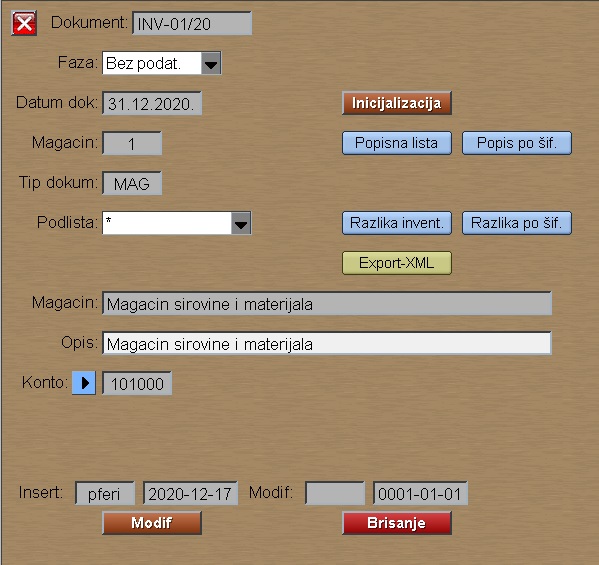 Dokument: INV-01/20
Faza: Bez podat.
Datum dok: 31.12.2020. Inicijalizacija
Magacin: 1 Popisna lista Popis po šif.
Tip dokum: MAG
Podlista: * Razlika invent. Razlika po šif.
Export-XML
Magacin: Magacin sirovine i materijala
Opis: Magacin sirovine i materijala
Konto: 101000
Insert: pferi 2020-12-17 Modif: 0001-01-01
Modif Brisanje